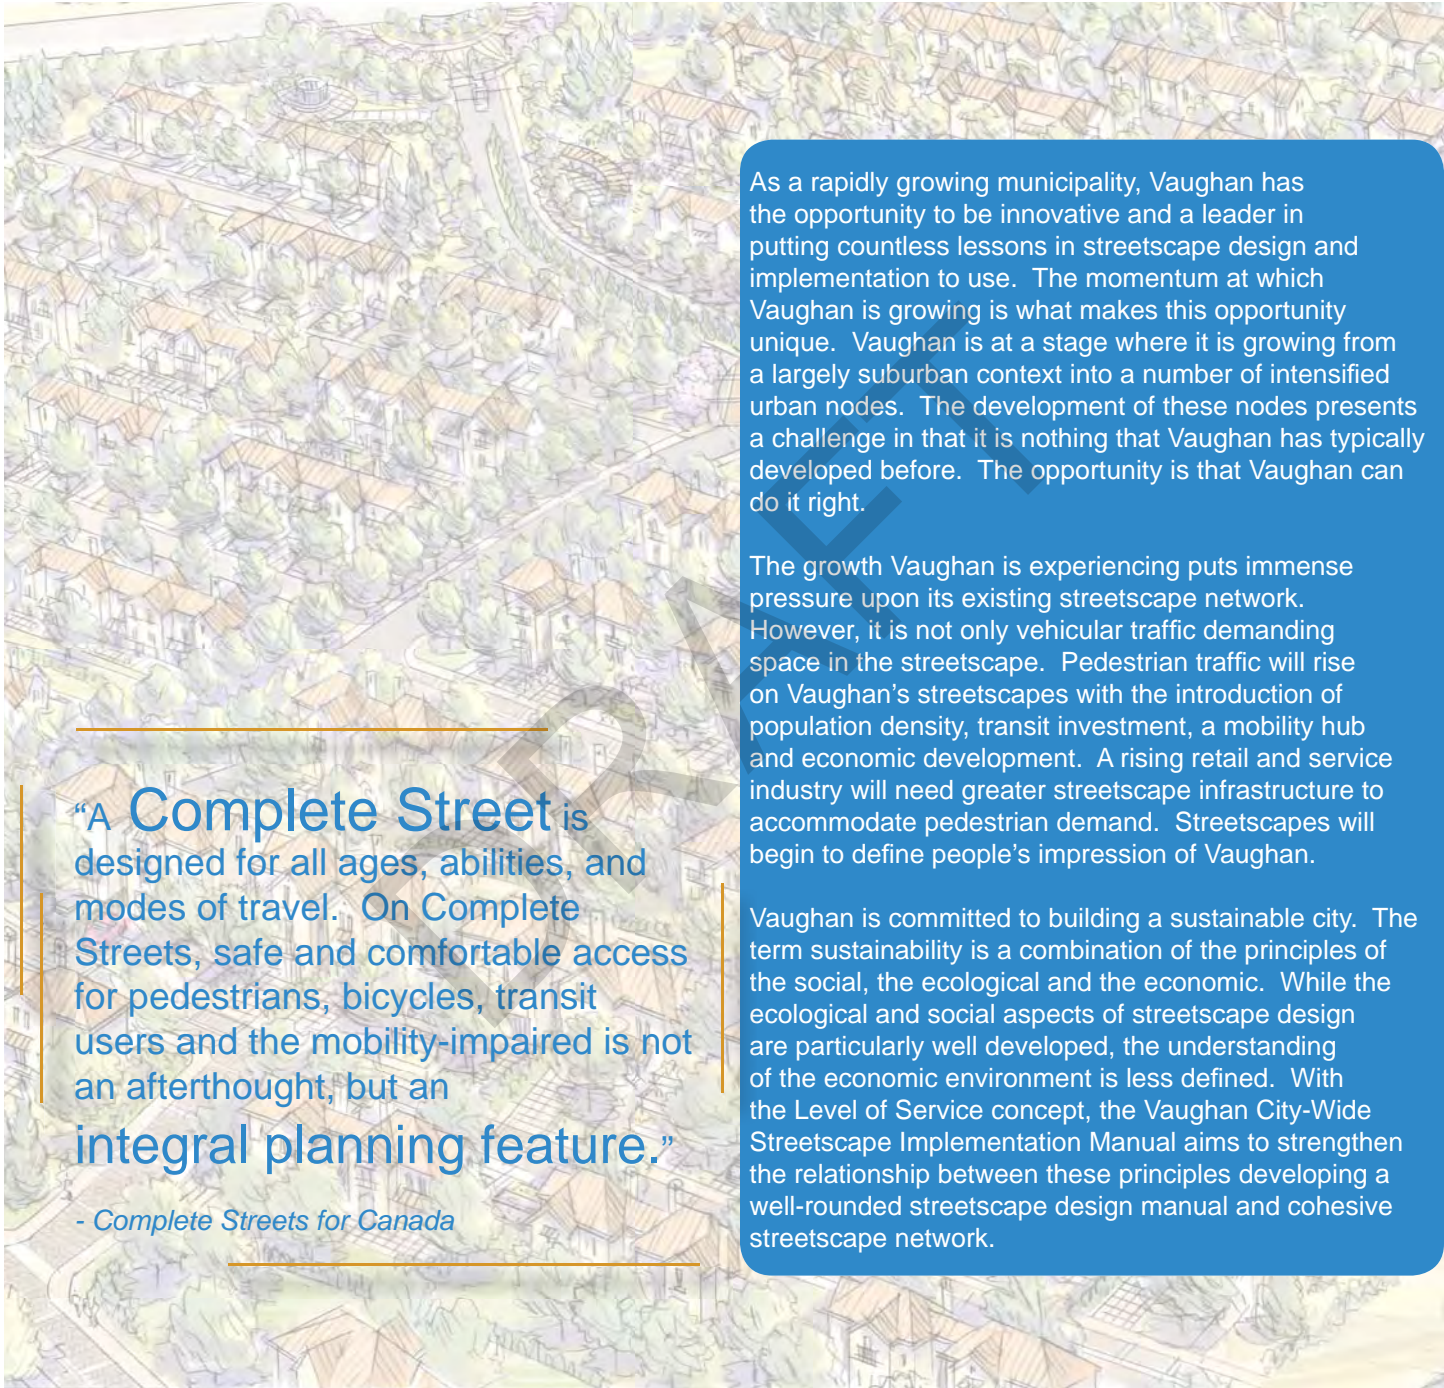 As a rapidly growing municipality, Vaughan has
the opportunity to be innovative and a leader in
putting countless lessons in streetscape design and
implementation to use.  The momentum at which
Vaughan is growing is what makes this opportunity
unique.  Vaughan is at a stage where it is growing from
a largely suburban context into a number of intensified
urban nodes.  The development of these nodes presents
a challenge in that it is nothing that Vaughan has typically
developed before.  The opportunity is that Vaughan can
do it right.

The growth Vaughan is experiencing puts immense
pressure upon its existing streetscape network.
However, it is not only vehicular traffic demanding
space in the streetscape.  Pedestrian traffic will rise
on Vaughan’s streetscapes with the introduction of
population density, transit investment, a mobility hub
and economic development.  A rising retail and service
industry will need greater streetscape infrastructure to
accommodate pedestrian demand.  Streetscapes will
begin to define people’s impression of Vaughan.

Vaughan is committed to building a sustainable city.  The
term sustainability is a combination of the principles of
the social, the ecological and the economic.  While the
ecological and social aspects of streetscape design
are particularly well developed, the understanding
of the economic environment is less defined.  With
the Level of Service concept, the Vaughan City-Wide
Streetscape Implementation Manual aims to strengthen
the relationship between these principles developing a
well-rounded streetscape design manual and cohesive
streetscape network.

“A Complete Street is
designed for all ages, abilities, and
modes of travel.  On Complete
Streets, safe and comfortable access
for pedestrians, bicycles, transit
users and the mobility-impaired is not
an afterthought, but an
integral planning feature.”
- Complete Streets for Canada

DRAFT